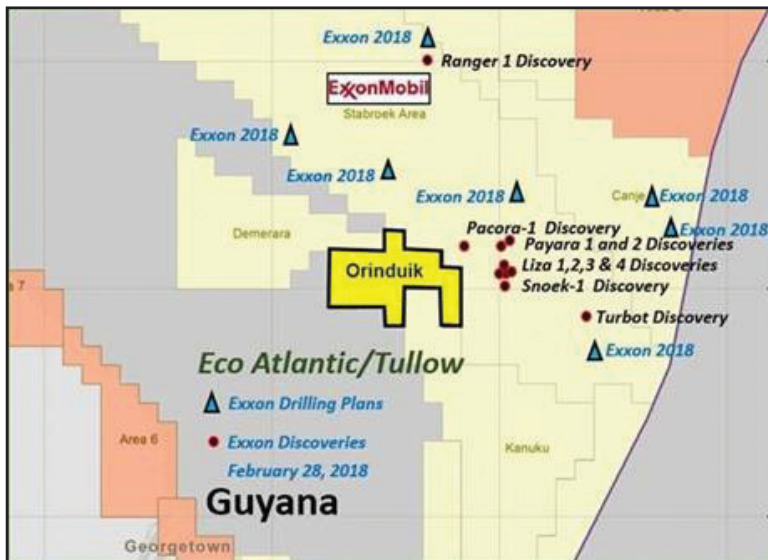 Exxon 2018
Ranger 1 Discovery
ExxonMobil
Stabroek Area
Exxon 2018
Exxon 2018
Exxon 2018
Canje
Exxon 2018
Exxon 2018
Demerara
Pacora-1 Discovery
Payara 1 and 2 Discoveries
Orinduik
Liza 1,2,3 & 4 Discoveries
7
Snoek-1 Discovery
Turbot Discovery
Exxon 2018
Eco Atlantic/Tullow
Exxon Drilling Plans
Area 6
Exxon Discoveries
Kanuku
February 28, 2018
Guyana
Georgetown